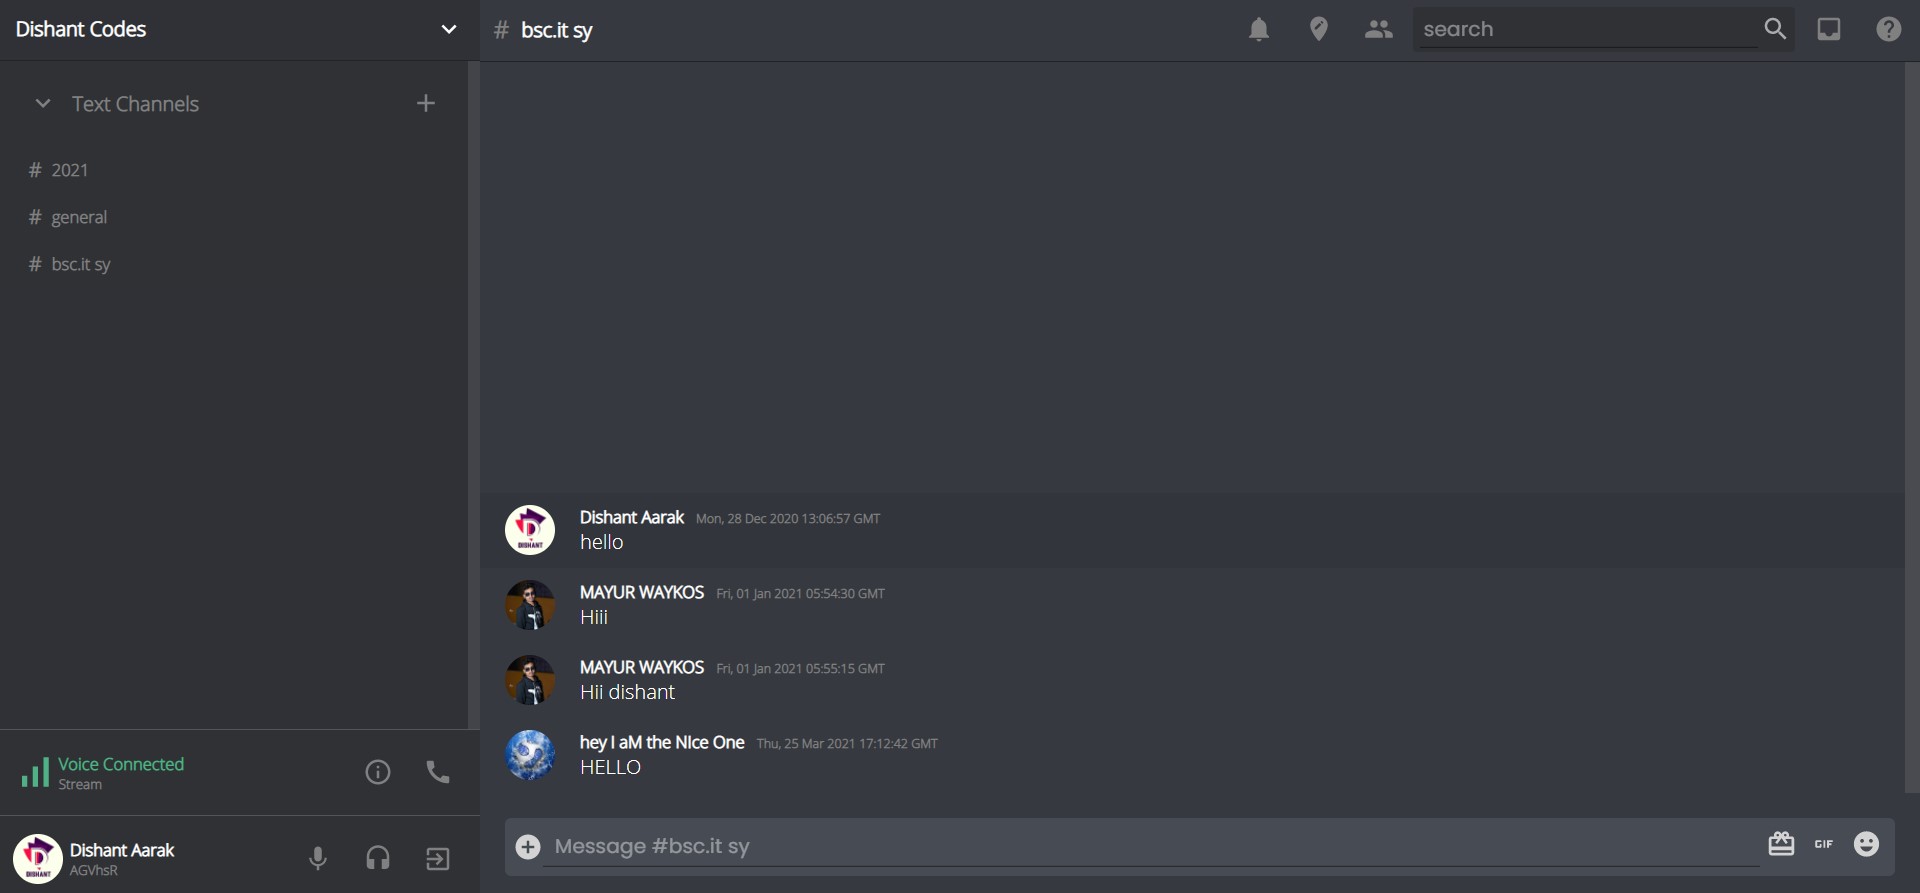 Dishant Codes
Text Channels
# 2021
# general
# bsc.it sy
Voice Connected
Stream
DISHANT
Dishant Aarak
AGVhsR
# bsc.it sy
search
DISHANT
Dishant Aarak Mon, 28 Dec 2020 13:06:57 GMT
hello
MAYUR WAYKOS Fri, 01 Jan 2021 05:54:30 GMT
Hiii
MAYUR WAYKOS Fri, 01 Jan 2021 05:55:15 GMT
Hii dishant
hey I aM the NIce One Thu, 25 Mar 2021 17:12:42 GMT
HELLO
Message #bsc.it sy
GIF